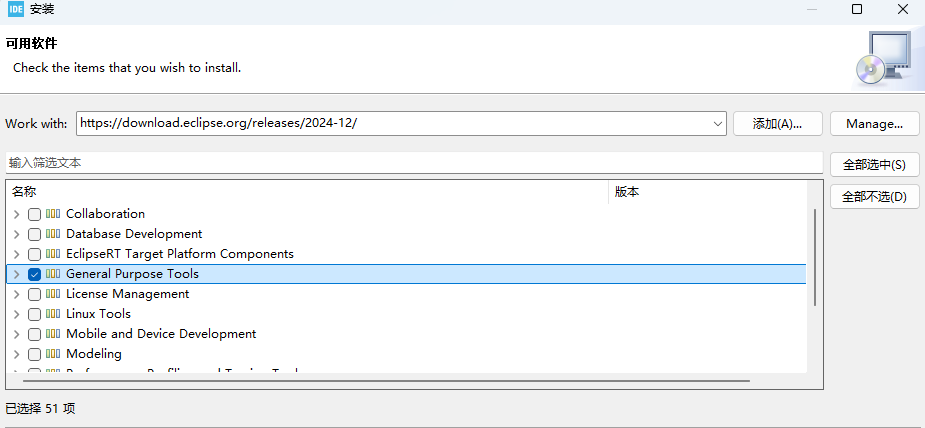 IDE 安装
可用软件
Check the items that you wish to install.
Work with: https://download.eclipse.org/releases/2024-12/ 添加(A)... Manage...
输入筛选文本 全部选中(S)
名称 版本 全部不选(D)
Collaboration
Database Development
EclipseRT Target Platform Components
General Purpose Tools
License Management
Linux Tools
Mobile and Device Development
Modeling
已选择 51 项